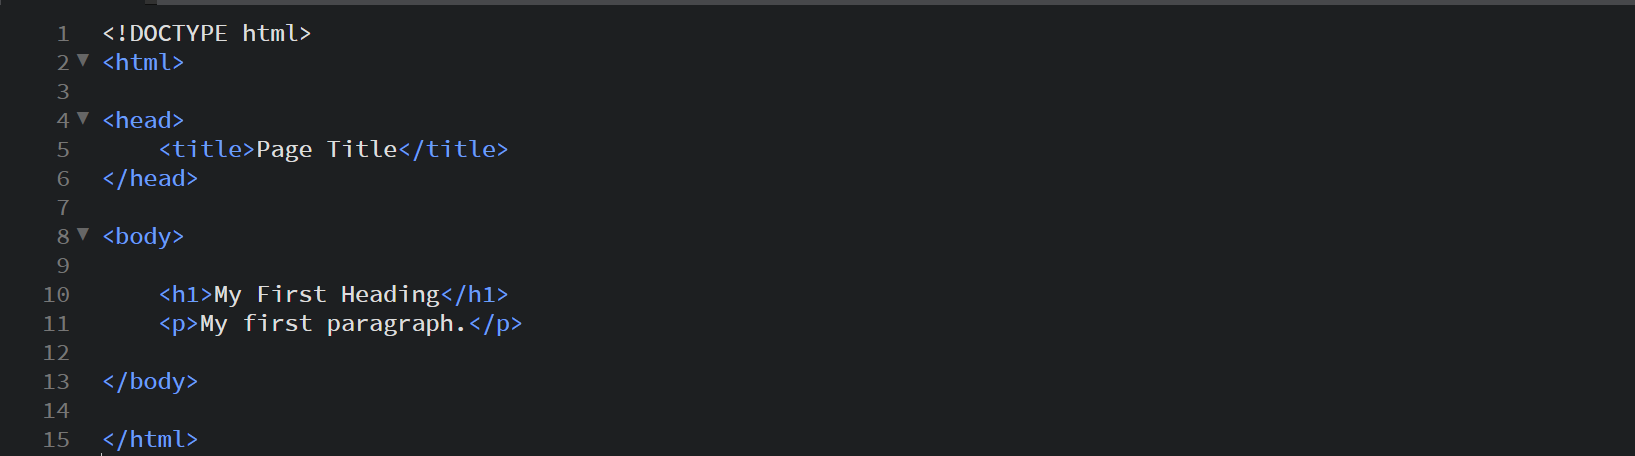 1 <!DOCTYPE html>
2 <html>
3
4 <head>
5     <title>Page Title</title>
6 </head>
7
8 <body>
9
10     <h1>My First Heading</h1>
11     <p>My first paragraph.</p>
12
13 </body>
14
15 </html>